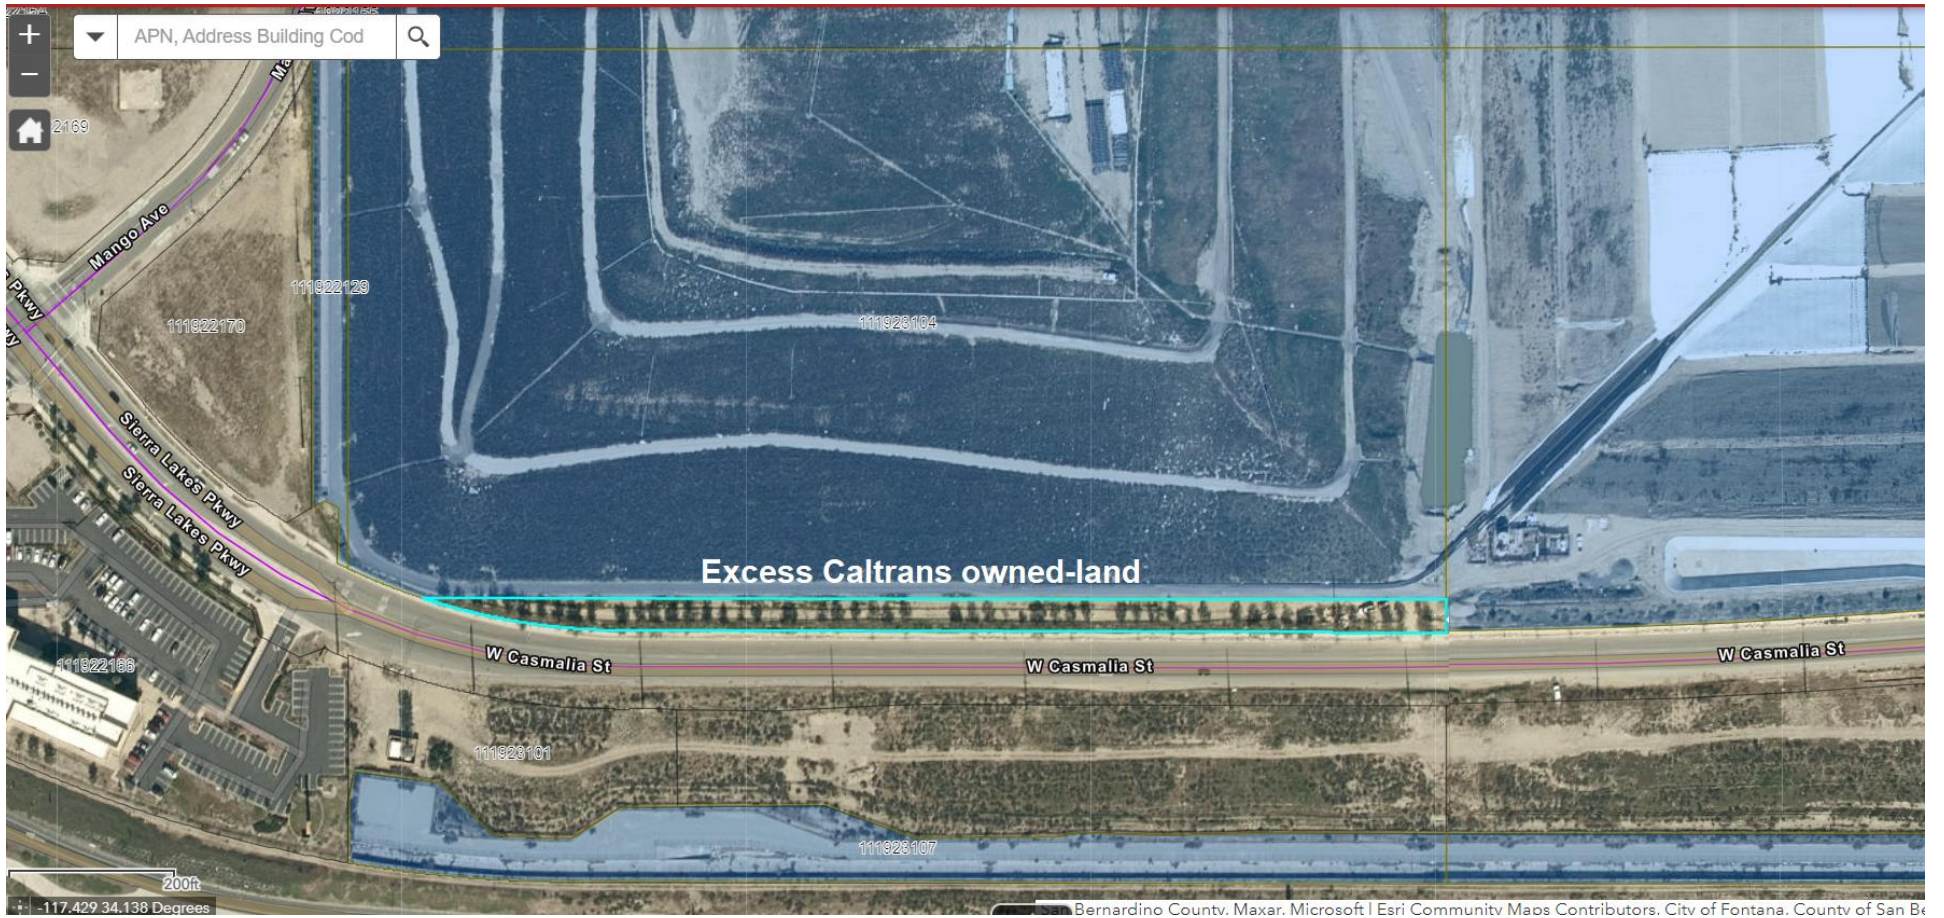 APN, Address Building Cod
2169
Mango Ave
111922129
111922170
111923104
Sierra Lakes Pkwy
Sierra Lakes Pkwy
Excess Caltrans owned-land
W Casmalia St
W Casmalia St
W Casmalia St
111923101
111923107
200ft
-117.429 34.138 Degrees
San Bernardino County, Maxar, Microsoft | Esri Community Maps Contributors, City of Fontana, County of San Be